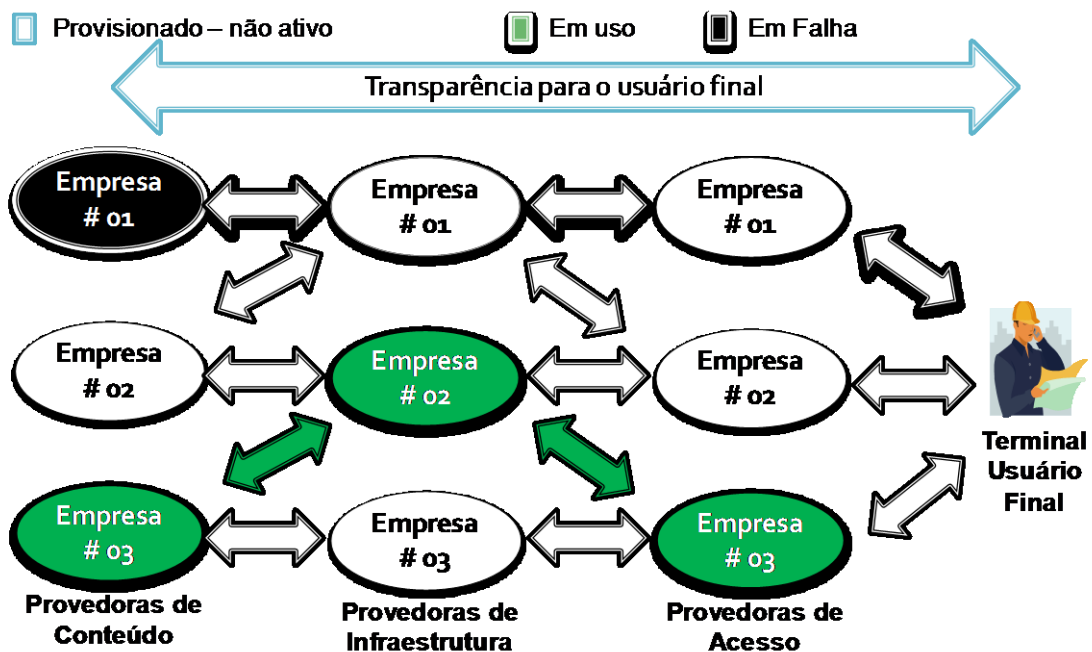 Provisionado – não ativo
Em uso
Em Falha
Transparência para o usuário final
Empresa
# 01
Empresa
# 01
Empresa
# 01
Empresa
# 02
Empresa
# 02
Empresa
# 02
Empresa
# 03
Empresa
# 03
Empresa
# 03
Terminal
Usuário
Final
Provedoras de
Conteúdo
Provedoras de
Infraestrutura
Provedoras de
Acesso